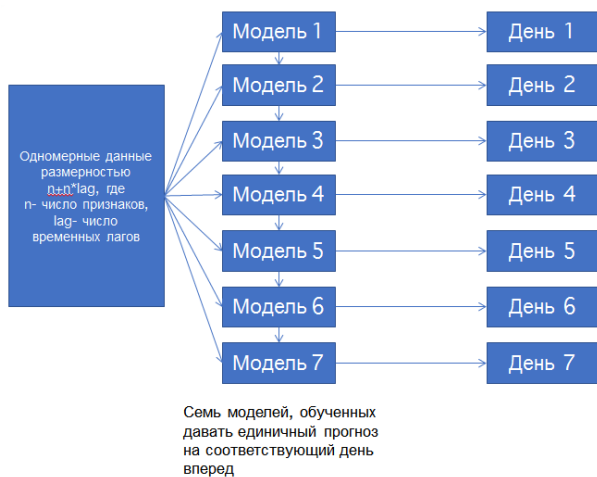 Одномерные данные
размерностью
n+n*lag, где
n- число признаков,
lag- число
временных лагов
Модель 1
День 1
Модель 2
День 2
Модель 3
День 3
Модель 4
День 4
Модель 5
День 5
Модель 6
День 6
Модель 7
День 7
Семь моделей, обученных
давать единичный прогноз
на соответствующий день
вперед